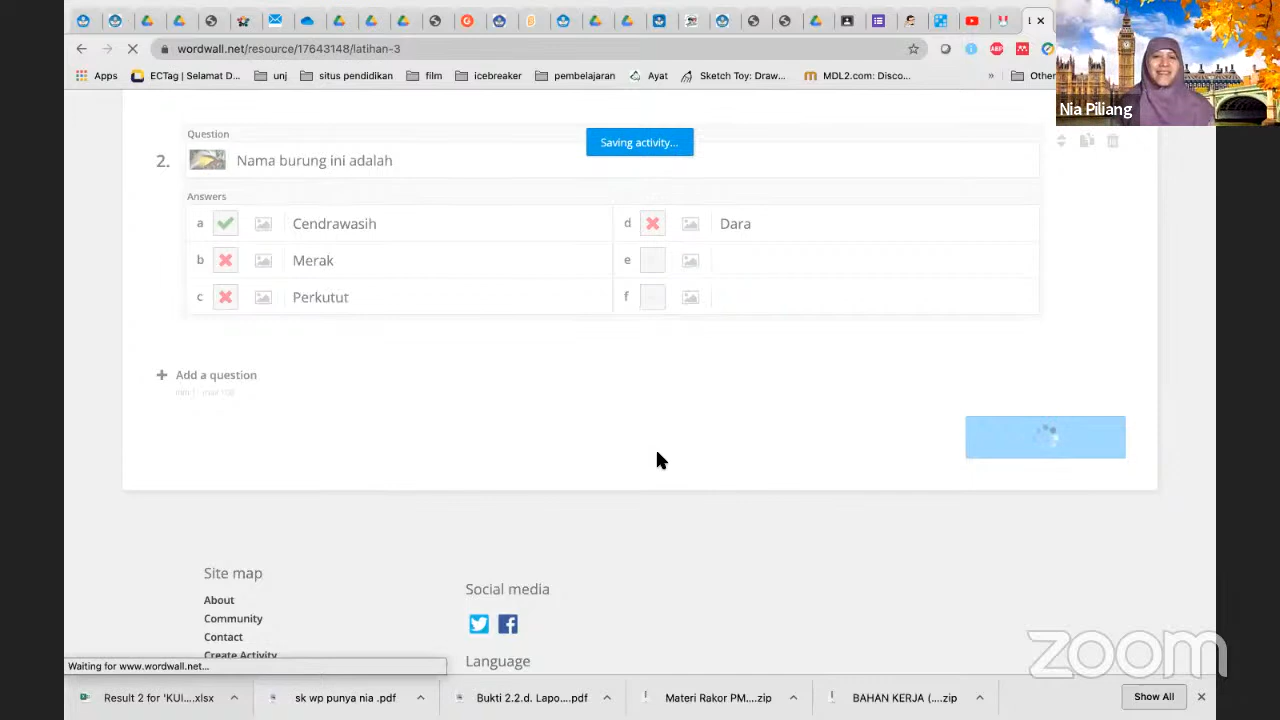 wordwall.net/resource/17643148/latihan-3
Apps
ECTag | Selamat D...
unj
situs pendidikan
film
icebreaker
pembelajaran
Ayat
Sketch Toy: Draw...
MDL2.com: Disco...
»
Other
Nia Piliang
Question
Saving activity...
2.
Nama burung ini adalah
Answers
a Cendrawasih
d Dara
b Merak
e
c Perkutut
f
+ Add a question
min 1 - max 100
Site map
About
Community
Contact
Create Activity
Social media
Language
zoom
Waiting for www.wordwall.net...
Result 2 for 'KUI....xlsx
sk wp punya nia .pdf
Bukti 2.2.d. Lapo....pdf
Materi Rakor PM....zip
BAHAN KERJA (....zip
Show All